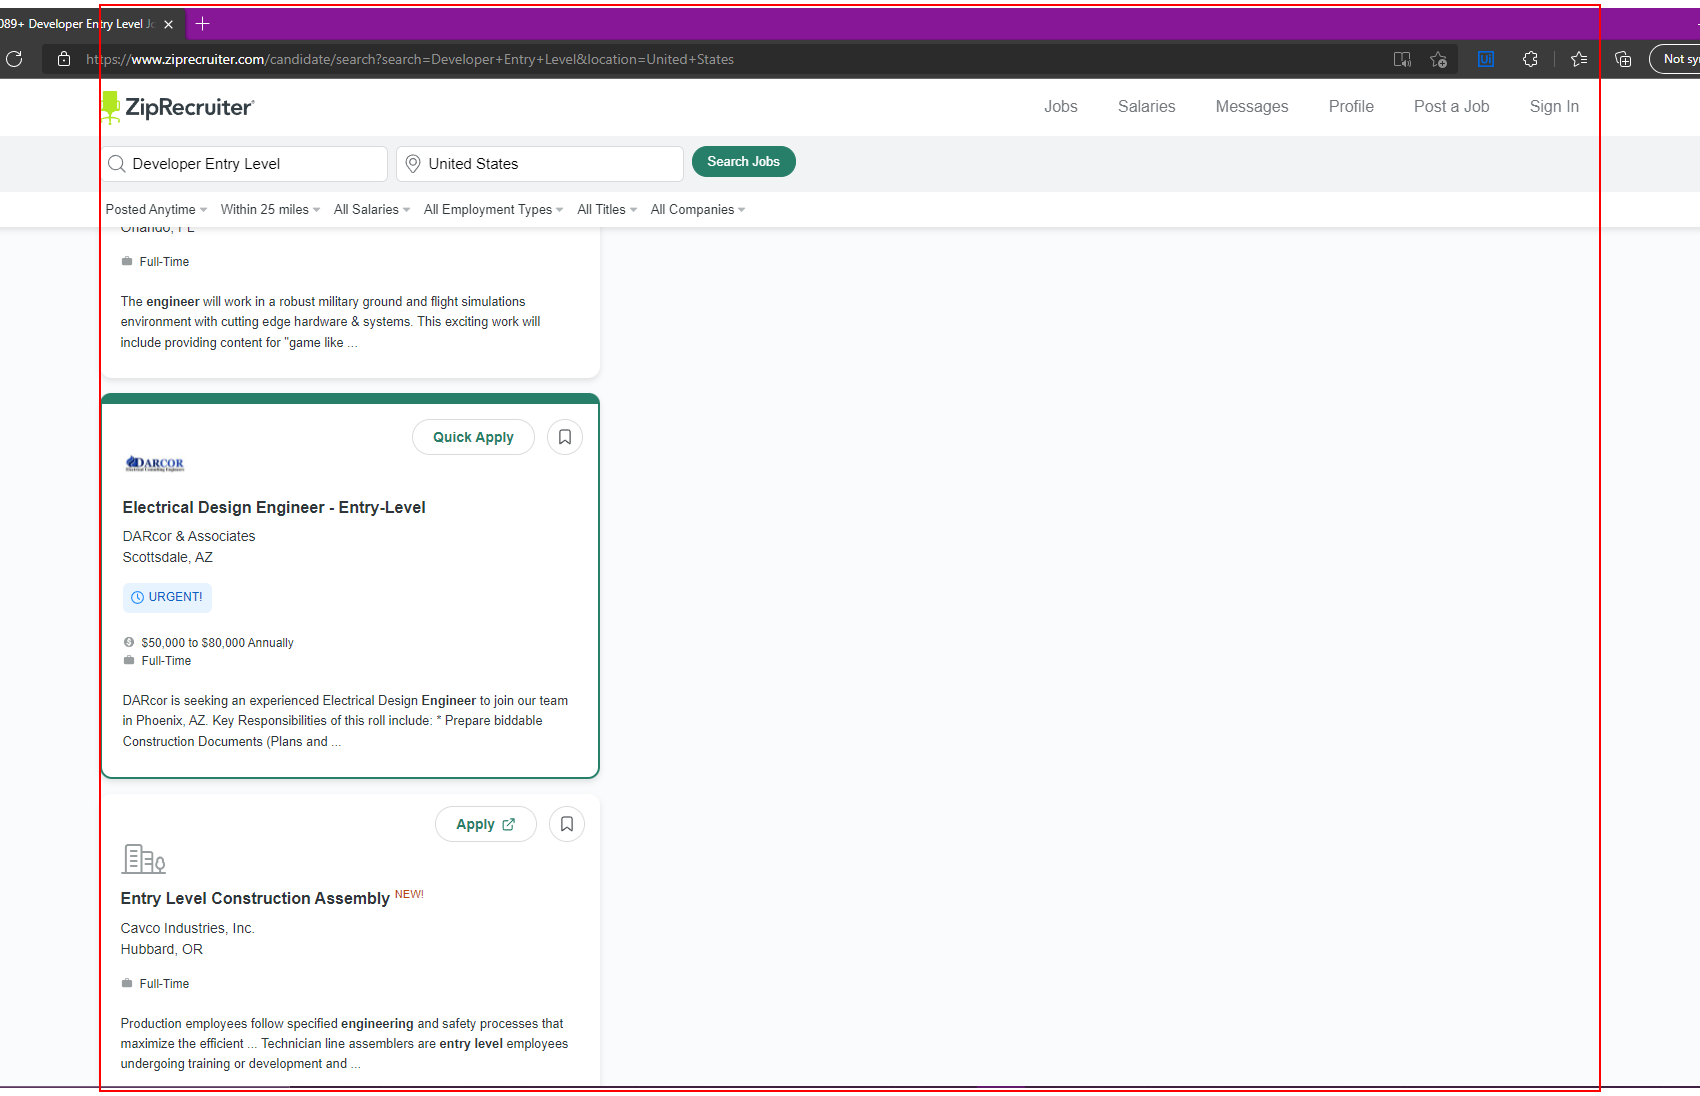 089+ Developer Entry Level Jo
https://www.ziprecruiter.com/candidate/search?search=Developer+Entry+Level&location=United+States
Not sy
ZipRecruiter
Jobs Salaries Messages Profile Post a Job Sign In
Developer Entry Level United States Search Jobs
Posted Anytime Within 25 miles All Salaries All Employment Types All Titles All Companies
Orlando, FL
Full-Time
The engineer will work in a robust military ground and flight simulations
environment with cutting edge hardware & systems. This exciting work will
include providing content for "game like ...
Quick Apply
DARCOR
Electrical Consulting Engineers
Electrical Design Engineer - Entry-Level
DARcor & Associates
Scottsdale, AZ
URGENT!
$50,000 to $80,000 Annually
Full-Time
DARcor is seeking an experienced Electrical Design Engineer to join our team
in Phoenix, AZ. Key Responsibilities of this roll include: * Prepare biddable
Construction Documents (Plans and ...
Apply
Entry Level Construction Assembly NEW!
Cavco Industries, Inc.
Hubbard, OR
Full-Time
Production employees follow specified engineering and safety processes that
maximize the efficient ... Technician line assemblers are entry level employees
undergoing training or development and ...